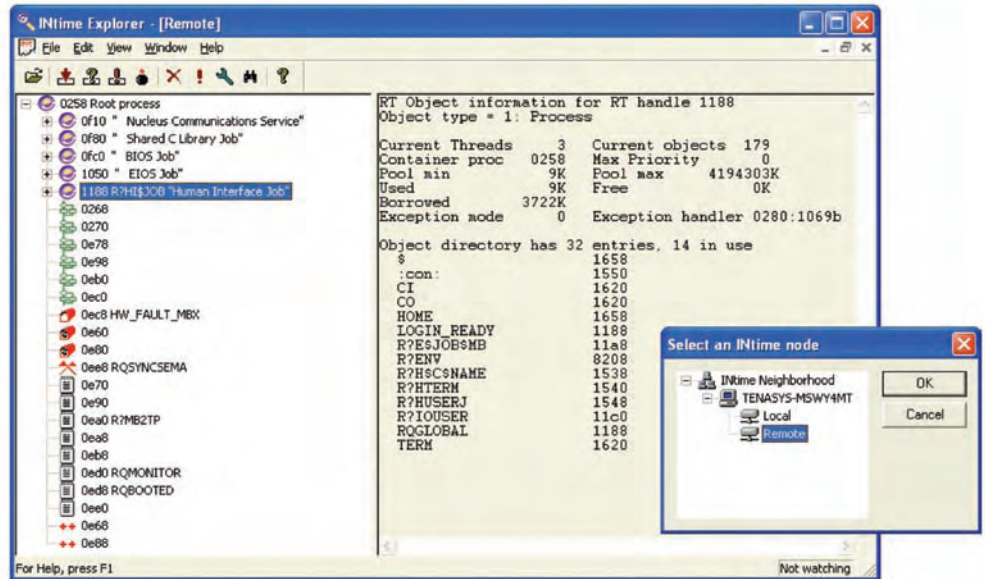 INtime Explorer - [Remote]
File Edit View Window Help
0258 Root process
0f10 " Nucleus Communications Service"
0f80 " Shared C Library Job"
0fc0 " BIOS Job"
1050 " EIOS Job"
1188 R?HI$JOB "Human Interface Job"
0268
0270
0e78
0e98
0eb0
0ec0
0ec8 HW_FAULT_MBX
0e60
0e80
0ee8 RQSYNCSEMA
0e70
0e90
0ea0 R?MB2TP
0ea8
0eb8
0ed0 RQMONITOR
0ed8 RQBOOTED
0ee0
0e68
0e88
RT Object information for RT handle 1188
Object type = 1: Process
Current Threads 3 Current objects 179
Container proc 0258 Max Priority 0
Pool min 9K Pool max 4194303K
Used 9K Free 0K
Borrowed 3722K
Exception mode 0 Exception handler 0280:1069b
Object directory has 32 entries, 14 in use
$ 1658
:con: 1550
CI 1620
CO 1620
HOME 1658
LOGIN_READY 1188
R?E$JOB$MB 11a8
R?ENV 8208
R?H$C$NAME 1538
R?HTERM 1540
R?HUSERJ 1548
R?IOUSER 11c0
RQGLOBAL 1188
TERM 1620
Select an INtime node
INtime Neighborhood
TENASYS-MSWY4MT
Local
Remote
OK
Cancel
For Help, press F1
Not watching